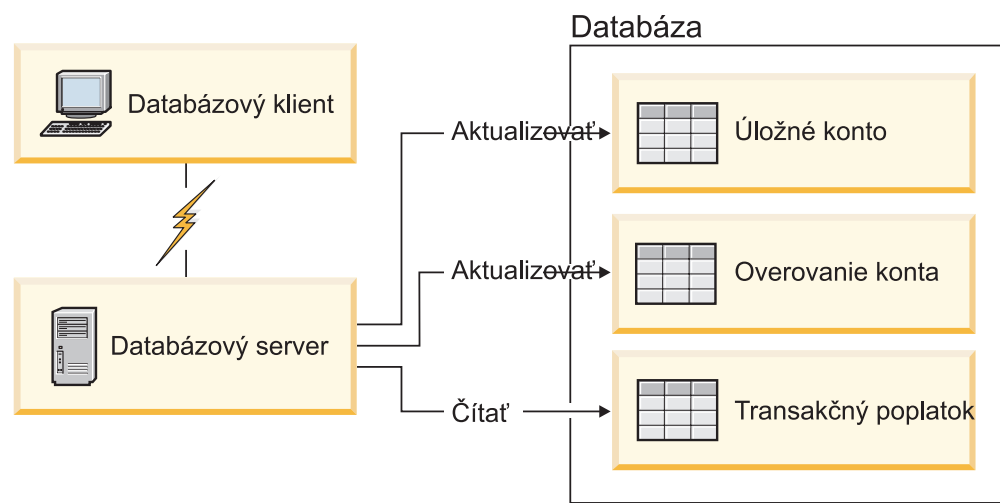 Databáza
Databázový klient
Aktualizovať
Úložné konto
Aktualizovať
Overovanie konta
Databázový server
Čítať
Transakčný poplatok